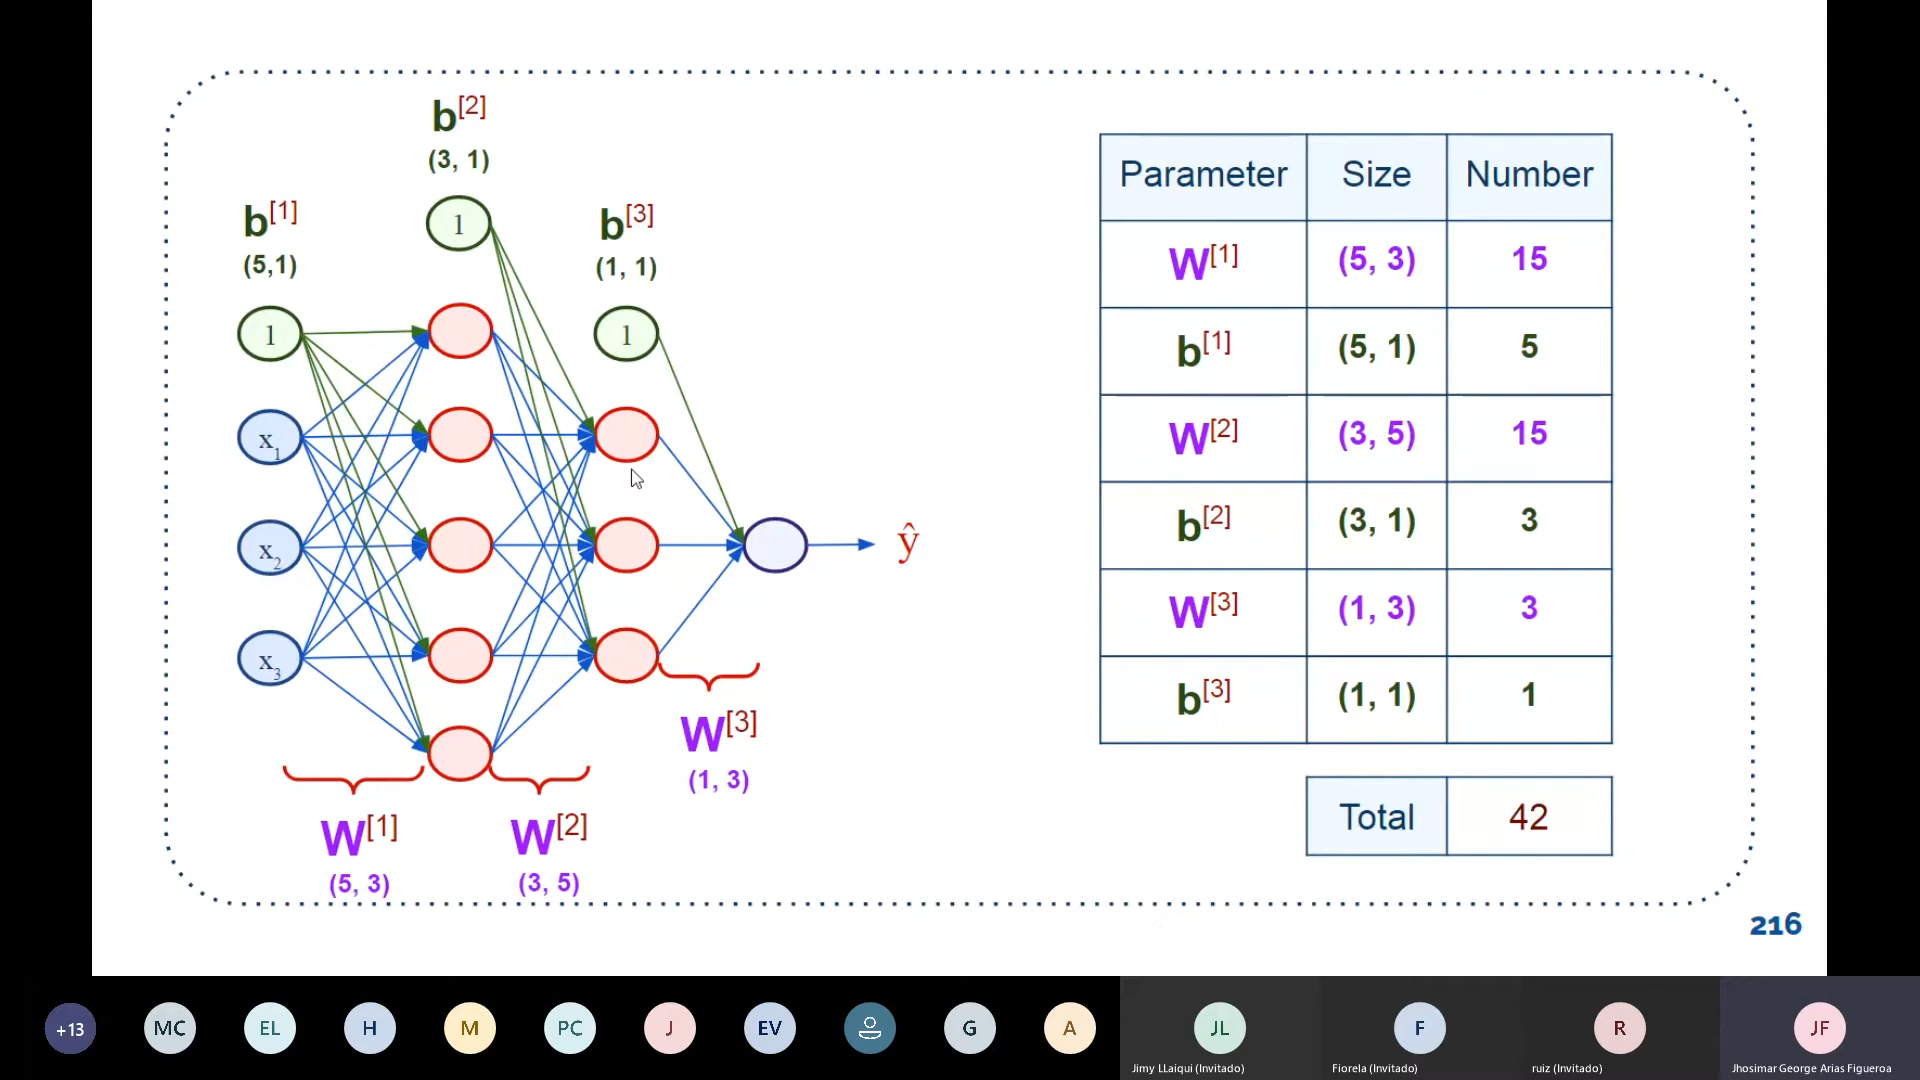 b[2]
(3, 1)
b[1]
(5,1)
b[3]
(1, 1)
1
1
1
x1
x2
x3
ŷ
W[3]
(1, 3)
W[1]
(5, 3)
W[2]
(3, 5)
Parameter Size Number
W[1] (5, 3) 15
b[1] (5, 1) 5
W[2] (3, 5) 15
b[2] (3, 1) 3
W[3] (1, 3) 3
b[3] (1, 1) 1
Total 42
216
+13 MC EL H M PC J EV G A JL F R JF
Jimy LLaiqui (Invitado) Fiorela (Invitado) ruiz (Invitado) Jhosimar George Arias Figueroa